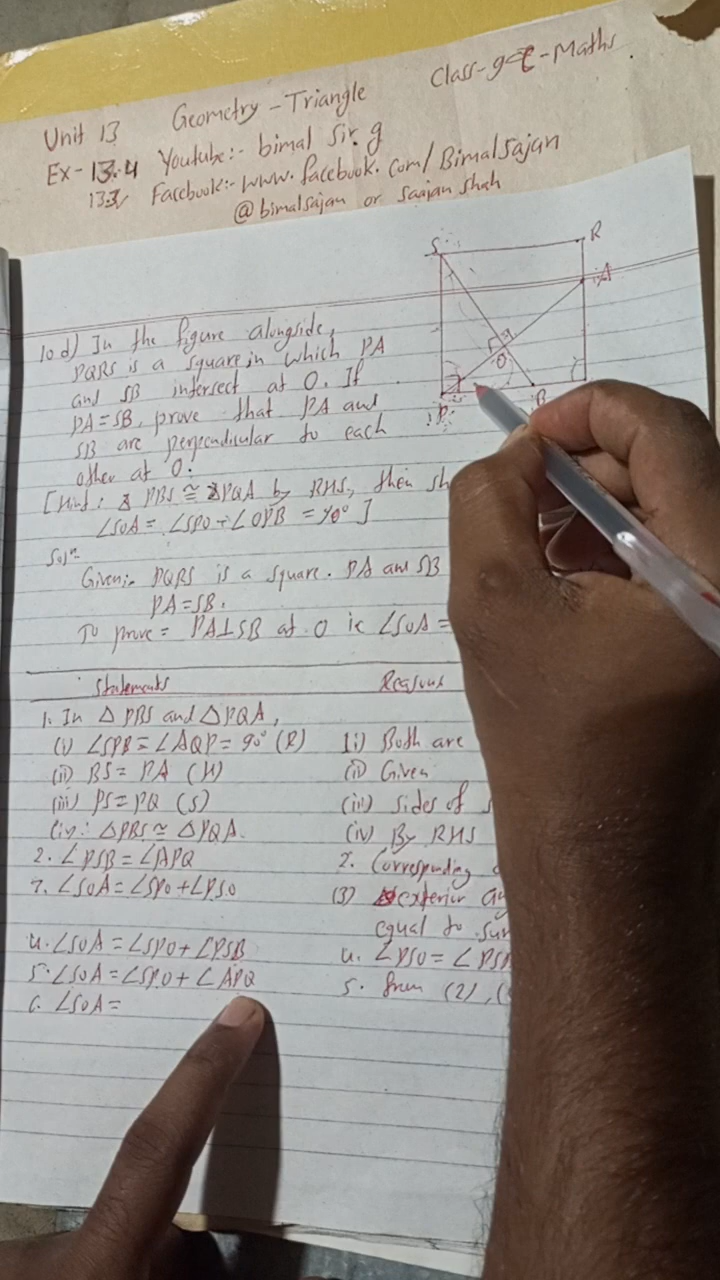 Unit 13 Geometry - Triangle Class-9 - Maths.
Ex- 13.4 Youtube:- bimal sir g
13.3 Facebook:- www.facebook.com/Bimalsajan
@bimalsajan or sanjan shah
S R
A
O
P B
10.d) In the figure alongside,
PQRS is a square in which PA
and SB intersect at O. If
PA=SB, prove that PA and
SB are perpendicular to each
other at O.
[Hint: Δ PBS ≅ ΔPQA by RHS, then sh
∠SOA = ∠SPO + ∠OPB = 90° ]
Solⁿ
Given:- PQRS is a square. PA and SB
PA=SB.
To prove = PA⊥SB at O ie ∠SOA =
Statements Reasons
1. In Δ PBS and ΔPQA,
(i) ∠SPB = ∠AQP = 90° (R) (i) Both are
(ii) BS = PA (H) (ii) Given
(iii) PS = PQ (S) (iii) sides of
(iv) ∴ ΔPBS ≅ ΔPQA. (iv) By RHS
2. ∠PSB = ∠APQ 2. Corresponding
3. ∠SOA = ∠SPO + ∠PSO (3) exterior
equal to sum
4. ∠SOA = ∠SPO + ∠PSB 4. ∠PSO = ∠PSB
5. ∠SOA = ∠SPO + ∠APQ 5. from (2), (
6. ∠SOA =